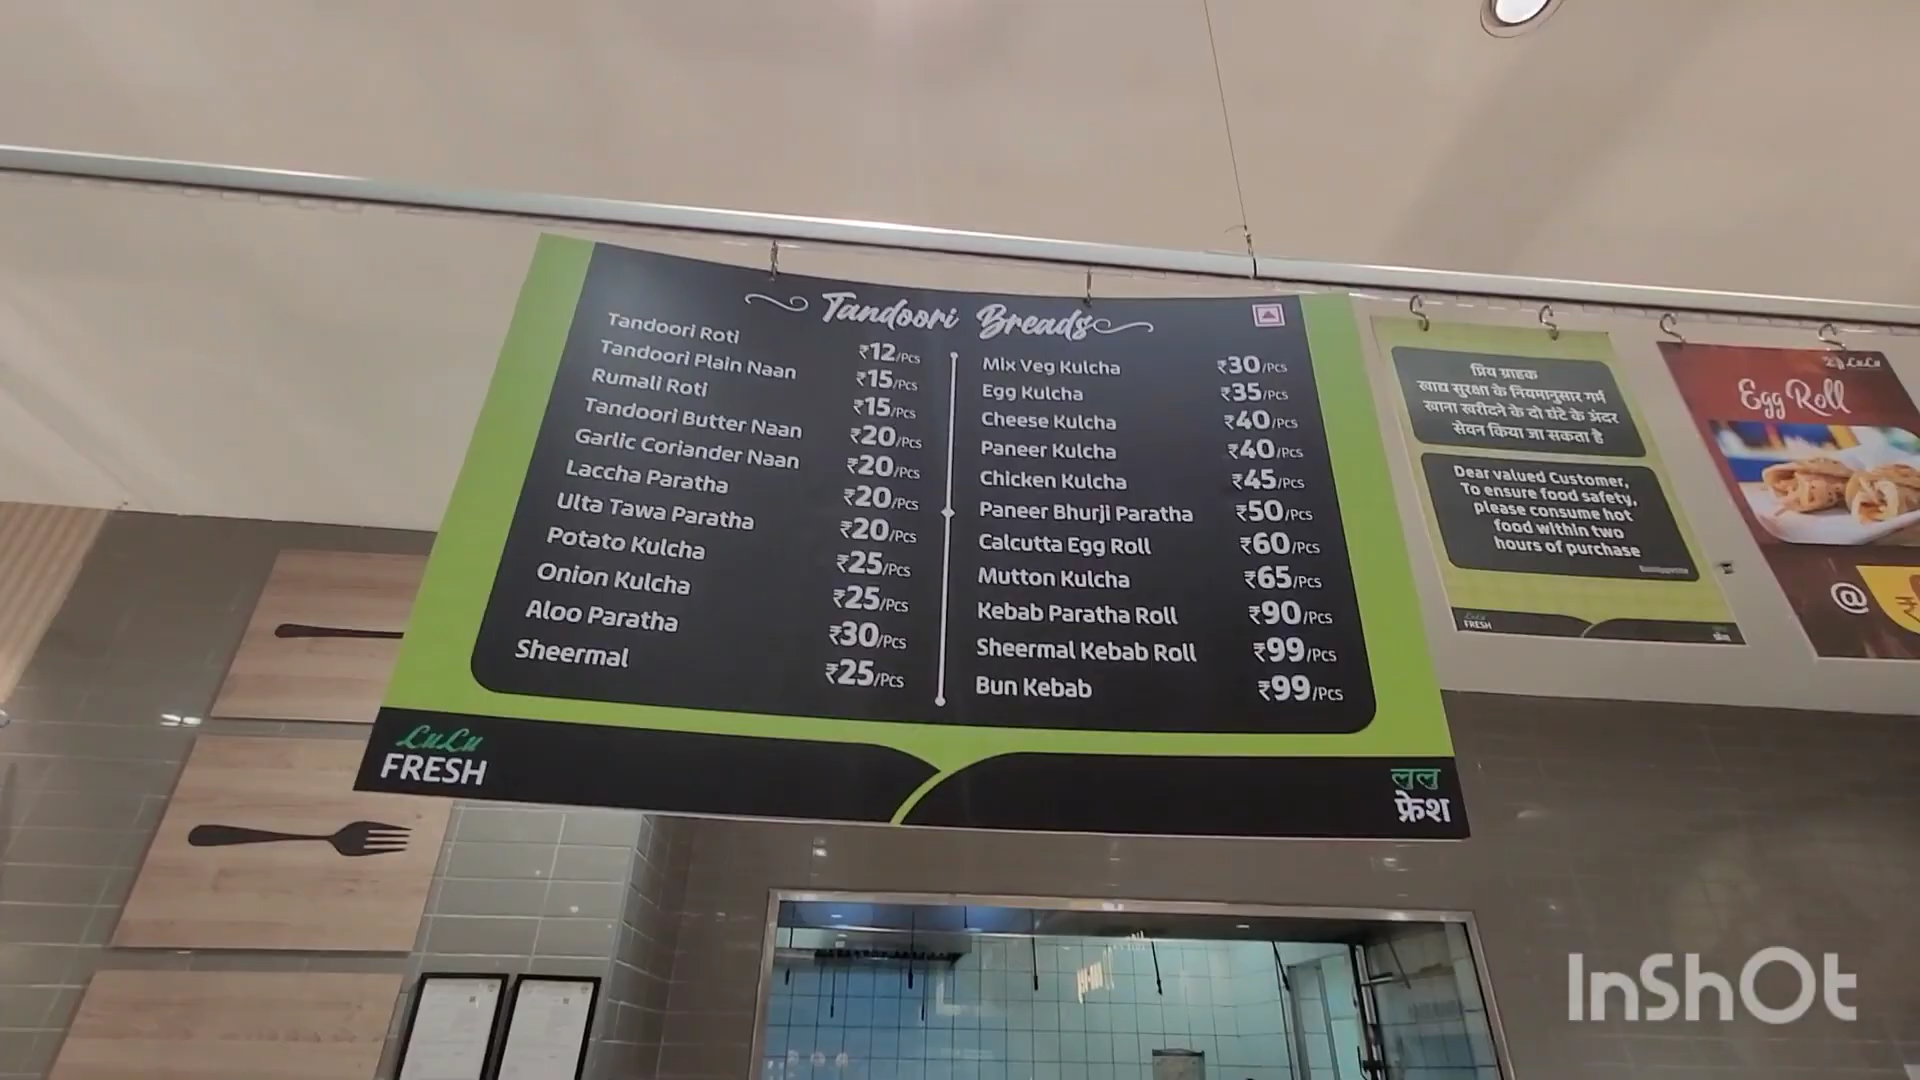 Tandoori Breads
Tandoori Roti ₹12/Pcs
Tandoori Plain Naan ₹15/Pcs
Rumali Roti ₹15/Pcs
Tandoori Butter Naan ₹20/Pcs
Garlic Coriander Naan ₹20/Pcs
Laccha Paratha ₹20/Pcs
Ulta Tawa Paratha ₹20/Pcs
Potato Kulcha ₹25/Pcs
Onion Kulcha ₹25/Pcs
Aloo Paratha ₹30/Pcs
Sheermal ₹25/Pcs
Mix Veg Kulcha ₹30/Pcs
Egg Kulcha ₹35/Pcs
Cheese Kulcha ₹40/Pcs
Paneer Kulcha ₹40/Pcs
Chicken Kulcha ₹45/Pcs
Paneer Bhurji Paratha ₹50/Pcs
Calcutta Egg Roll ₹60/Pcs
Mutton Kulcha ₹65/Pcs
Kebab Paratha Roll ₹90/Pcs
Sheermal Kebab Roll ₹99/Pcs
Bun Kebab ₹99/Pcs
LuLu
FRESH
लुलु
फ्रेश
प्रिय ग्राहक
खाद्य सुरक्षा के नियमानुसार गर्म
खाना खरीदने के दो घंटे के अंदर
सेवन किया जा सकता है
Dear valued Customer,
To ensure food safety,
please consume hot
food within two
hours of purchase
LuLu
FRESH
LuLu
Egg Roll
@
₹
InShOt